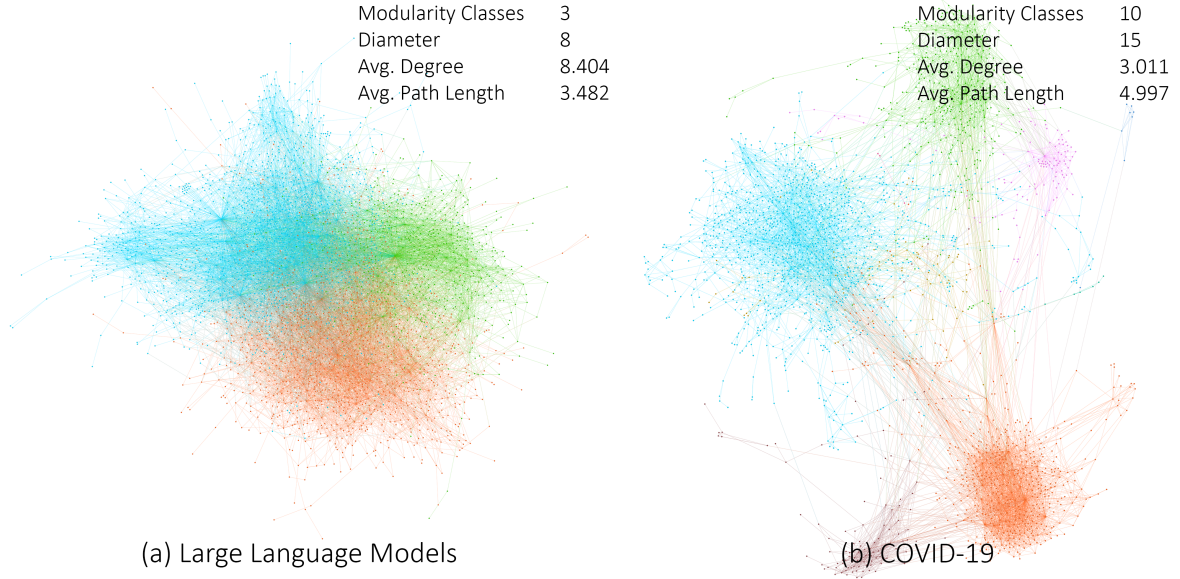 Modularity Classes 3
Diameter 8
Avg. Degree 8.404
Avg. Path Length 3.482
(a) Large Language Models
Modularity Classes 10
Diameter 15
Avg. Degree 3.011
Avg. Path Length 4.997
(b) COVID-19